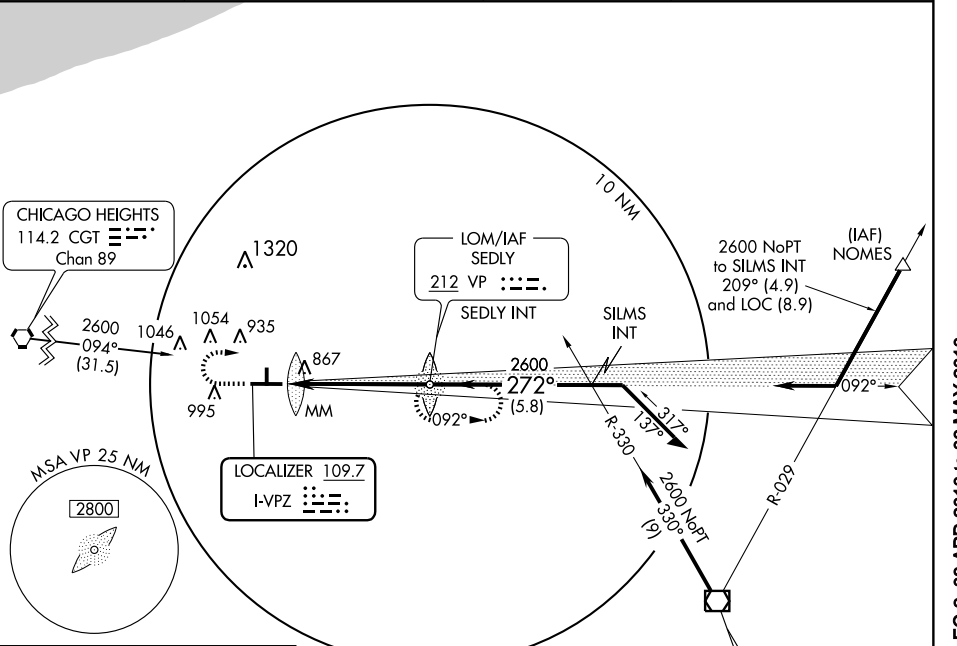 10 NM
CHICAGO HEIGHTS
114.2 CGT
Chan 89
1320
LOM/IAF
SEDLY
212 VP
SEDLY INT
2600 NoPT
to SILMS INT
209° (4.9)
and LOC (8.9)
(IAF)
NOMES
2600
094°
(31.5)
1046
1054
935
995
867
MM
SILMS
INT
2600
272°
(5.8)
092°
092°
317°
137°
R-330
R-029
2600 NoPT
330°
(9)
LOCALIZER 109.7
I-VPZ
MSA VP 25 NM
2800